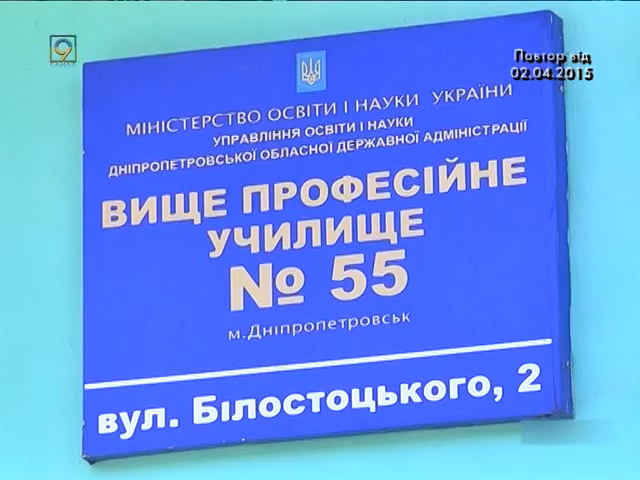 9
Повтор від
02.04.2015
МІНІСТЕРСТВО ОСВІТИ І НАУКИ УКРАЇНИ
УПРАВЛІННЯ ОСВІТИ І НАУКИ
ДНІПРОПЕТРОВСЬКОЇ ОБЛАСНОЇ ДЕРЖАВНОЇ АДМІНІСТРАЦІЇ
ВИЩЕ ПРОФЕСІЙНЕ
УЧИЛИЩЕ
№ 55
м.Дніпропетровськ
вул. Білостоцького, 2